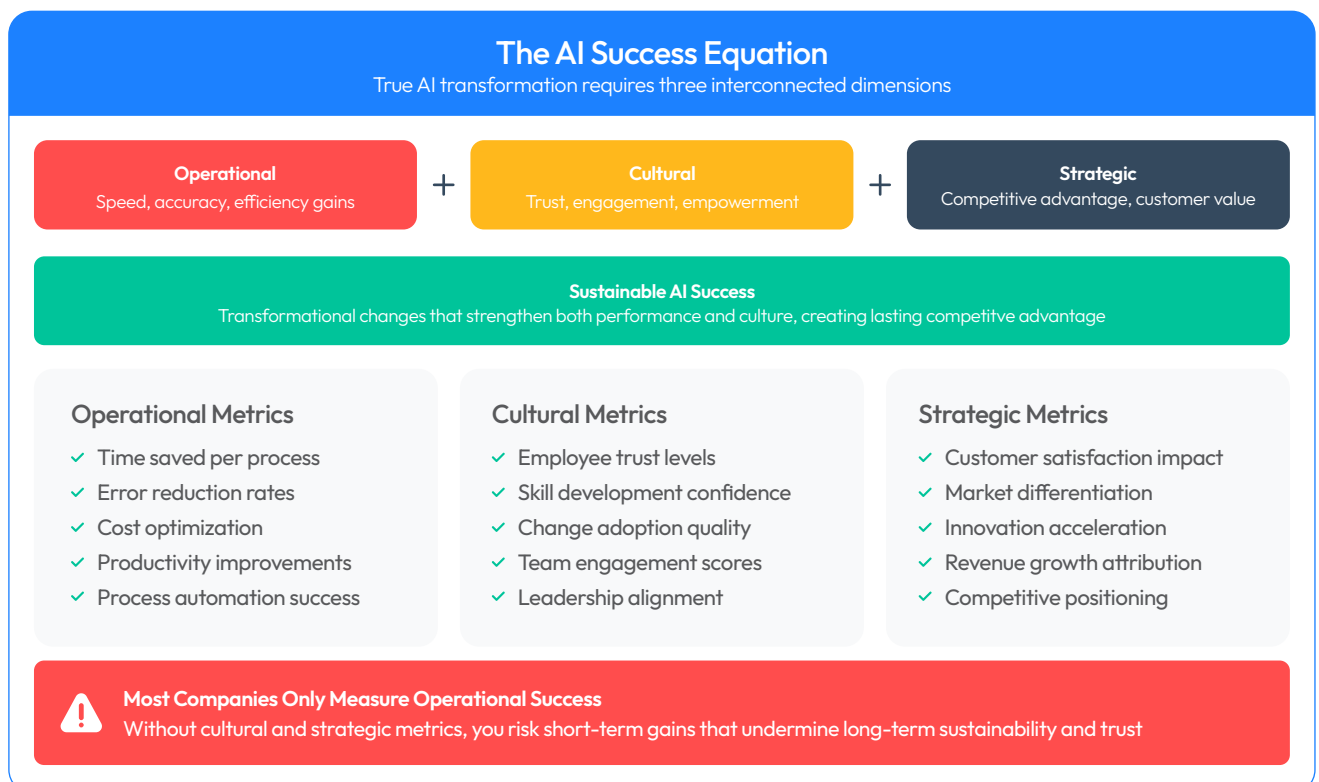 The AI Success Equation
True AI transformation requires three interconnected dimensions
Operational
Speed, accuracy, efficiency gains
+
Cultural
Trust, engagement, empowerment
+
Strategic
Competitive advantage, customer value
Sustainable AI Success
Transformational changes that strengthen both performance and culture, creating lasting competitve advantage
Operational Metrics
Time saved per process
Error reduction rates
Cost optimization
Productivity improvements
Process automation success
Cultural Metrics
Employee trust levels
Skill development confidence
Change adoption quality
Team engagement scores
Leadership alignment
Strategic Metrics
Customer satisfaction impact
Market differentiation
Innovation acceleration
Revenue growth attribution
Competitive positioning
Most Companies Only Measure Operational Success
Without cultural and strategic metrics, you risk short-term gains that undermine long-term sustainability and trust